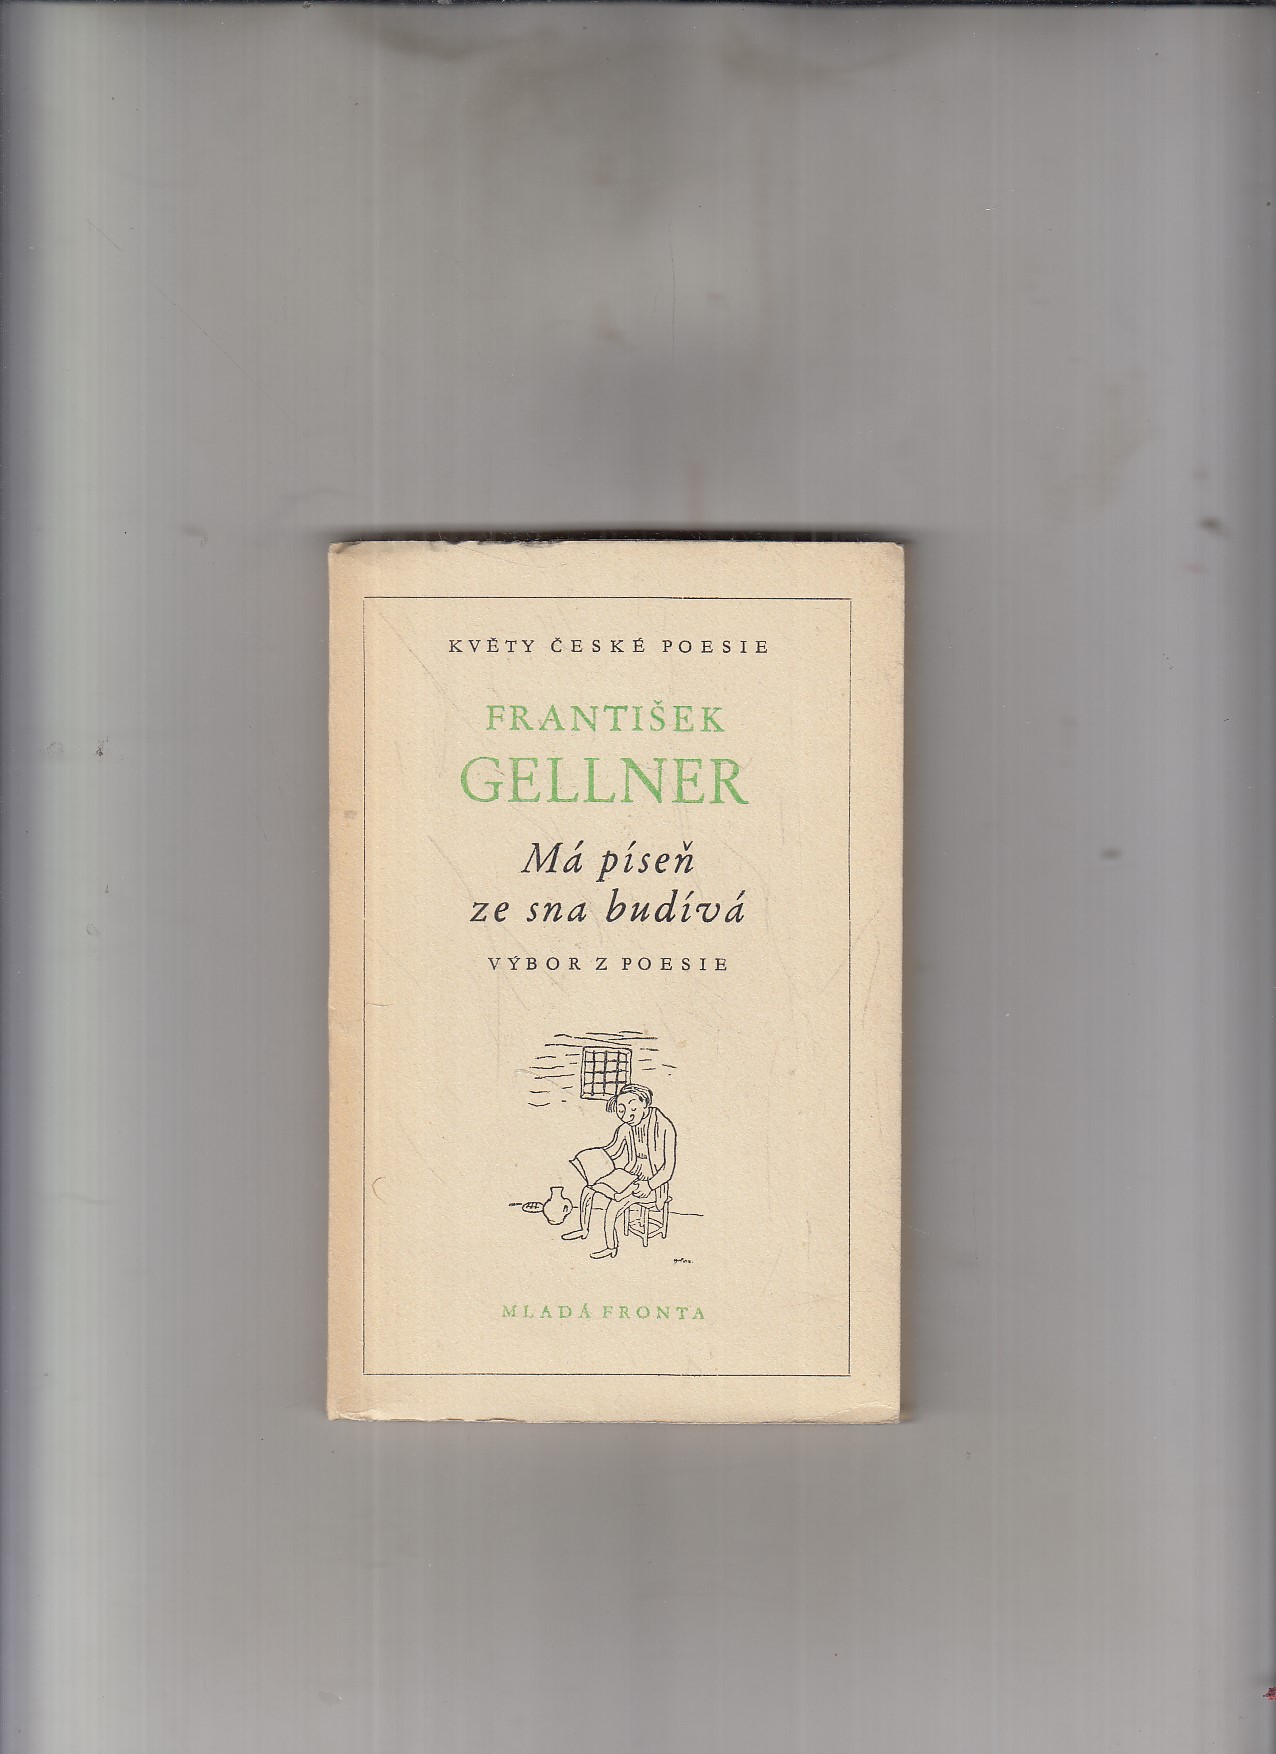 KVĚTY ČESKÉ POESIE
FRANTIŠEK
GELLNER
Má píseň
ze sna budívá
VÝBOR Z POESIE
MLADÁ FRONTA